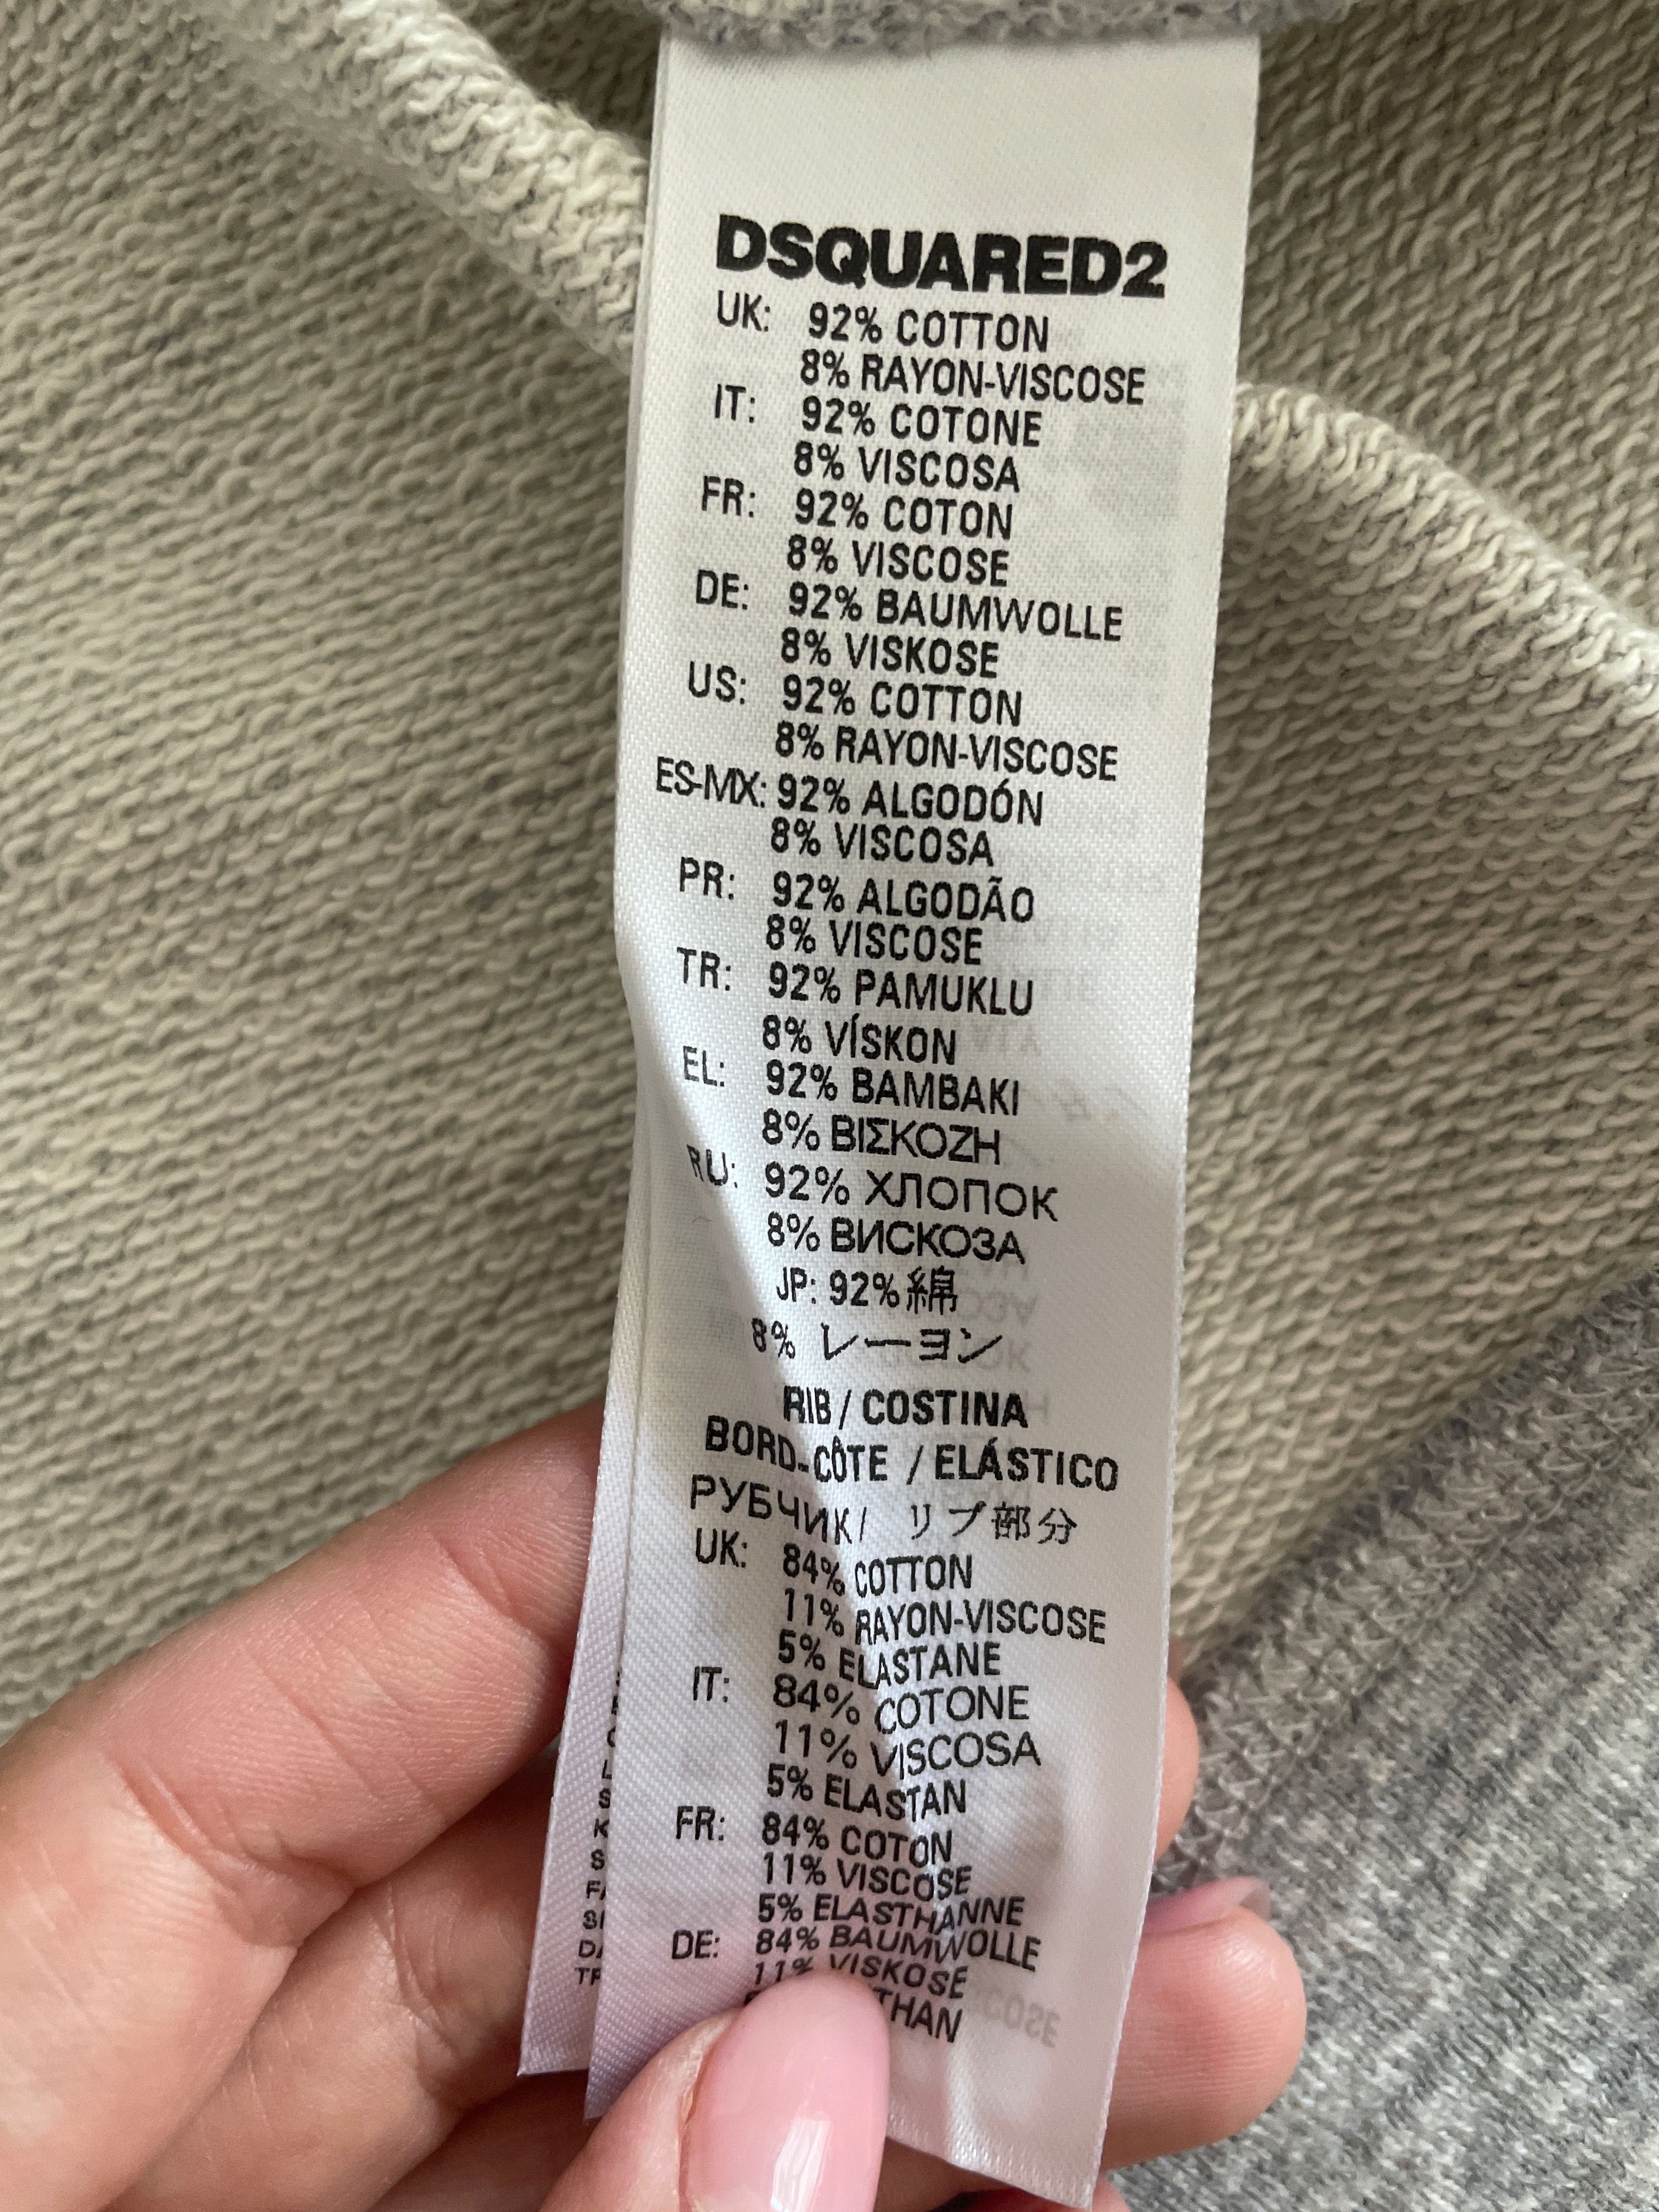 DSQUARED2
UK: 92% COTTON
8% RAYON-VISCOSE
IT: 92% COTONE
8% VISCOSA
FR: 92% COTON
8% VISCOSE
DE: 92% BAUMWOLLE
8% VISKOSE
US: 92% COTTON
8% RAYON-VISCOSE
ES-MX: 92% ALGODÓN
8% VISCOSA
PR: 92% ALGODÃO
8% VISCOSE
TR: 92% PAMUKLU
8% VÍSKON
EL: 92% BAMBAKI
8% ΒΙΣΚΟΖΗ
RU: 92% ХЛОПОК
8% ВИСКОЗА
JP: 92%綿
8% レーヨン
RIB / COSTINA
BORD-CÔTE / ELÁSTICO
РУБЧИК/ リブ部分
UK: 84% COTTON
11% RAYON-VISCOSE
5% ELASTANE
IT: 84% COTONE
11% VISCOSA
5% ELASTAN
FR: 84% COTON
11% VISCOSE
5% ELASTHANNE
DE: 84% BAUMWOLLE
11% VISKOSE